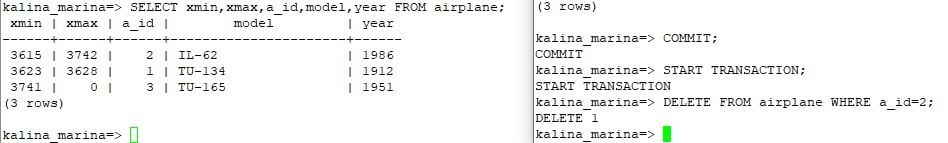 kalina_marina=> SELECT xmin,xmax,a_id,model,year FROM airplane;
 xmin | xmax | a_id |        model         | year
------+------+------+----------------------+------
 3615 | 3742 |    2 | IL-62                | 1986
 3623 | 3628 |    1 | TU-134               | 1912
 3741 |    0 |    3 | TU-165               | 1951
(3 rows)
kalina_marina=>
(3 rows)
kalina_marina=> COMMIT;
COMMIT
kalina_marina=> START TRANSACTION;
START TRANSACTION
kalina_marina=> DELETE FROM airplane WHERE a_id=2;
DELETE 1
kalina_marina=>